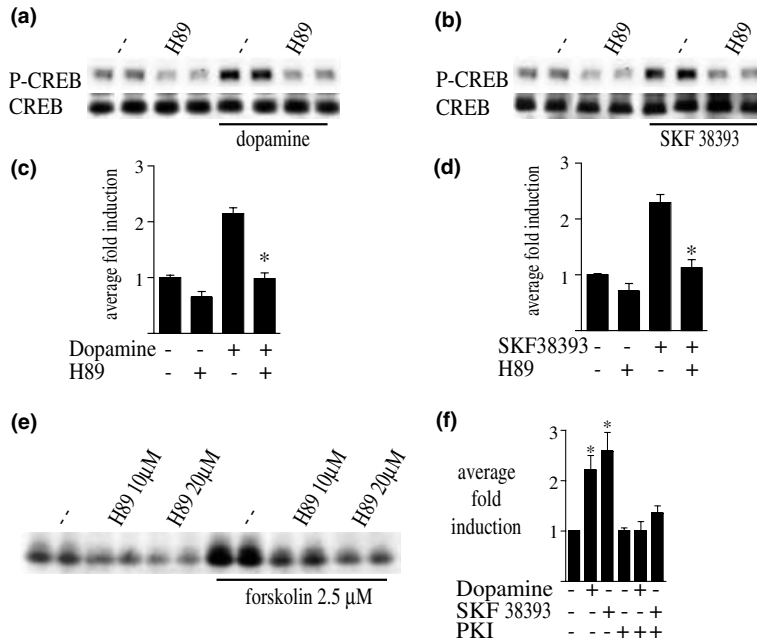 (a)
-- H89 -- H89
P-CREB
CREB
dopamine
(b)
-- H89 -- H89
P-CREB
CREB
SKF 38393
(c)
average fold induction
3
2
1
Dopamine - - + +
H89 - + - +
*
(d)
average fold induction
3
2
1
SKF38393 - - + +
H89 - + - +
*
(e)
-- H89 10µM H89 20µM -- H89 10µM H89 20µM
forskolin 2.5 µM
(f)
average
fold
induction
3
2
1
* *
Dopamine - + - - + -
SKF 38393 - - + - - +
PKI - - - + + +